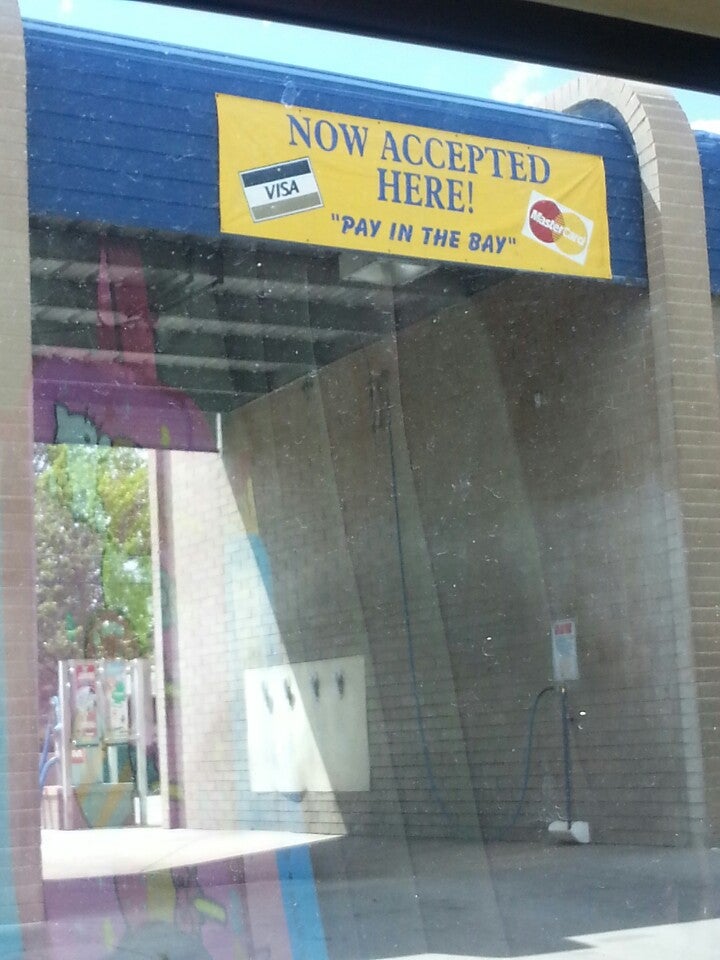 NOW ACCEPTED
HERE!
VISA
"PAY IN THE BAY"
MasterCard